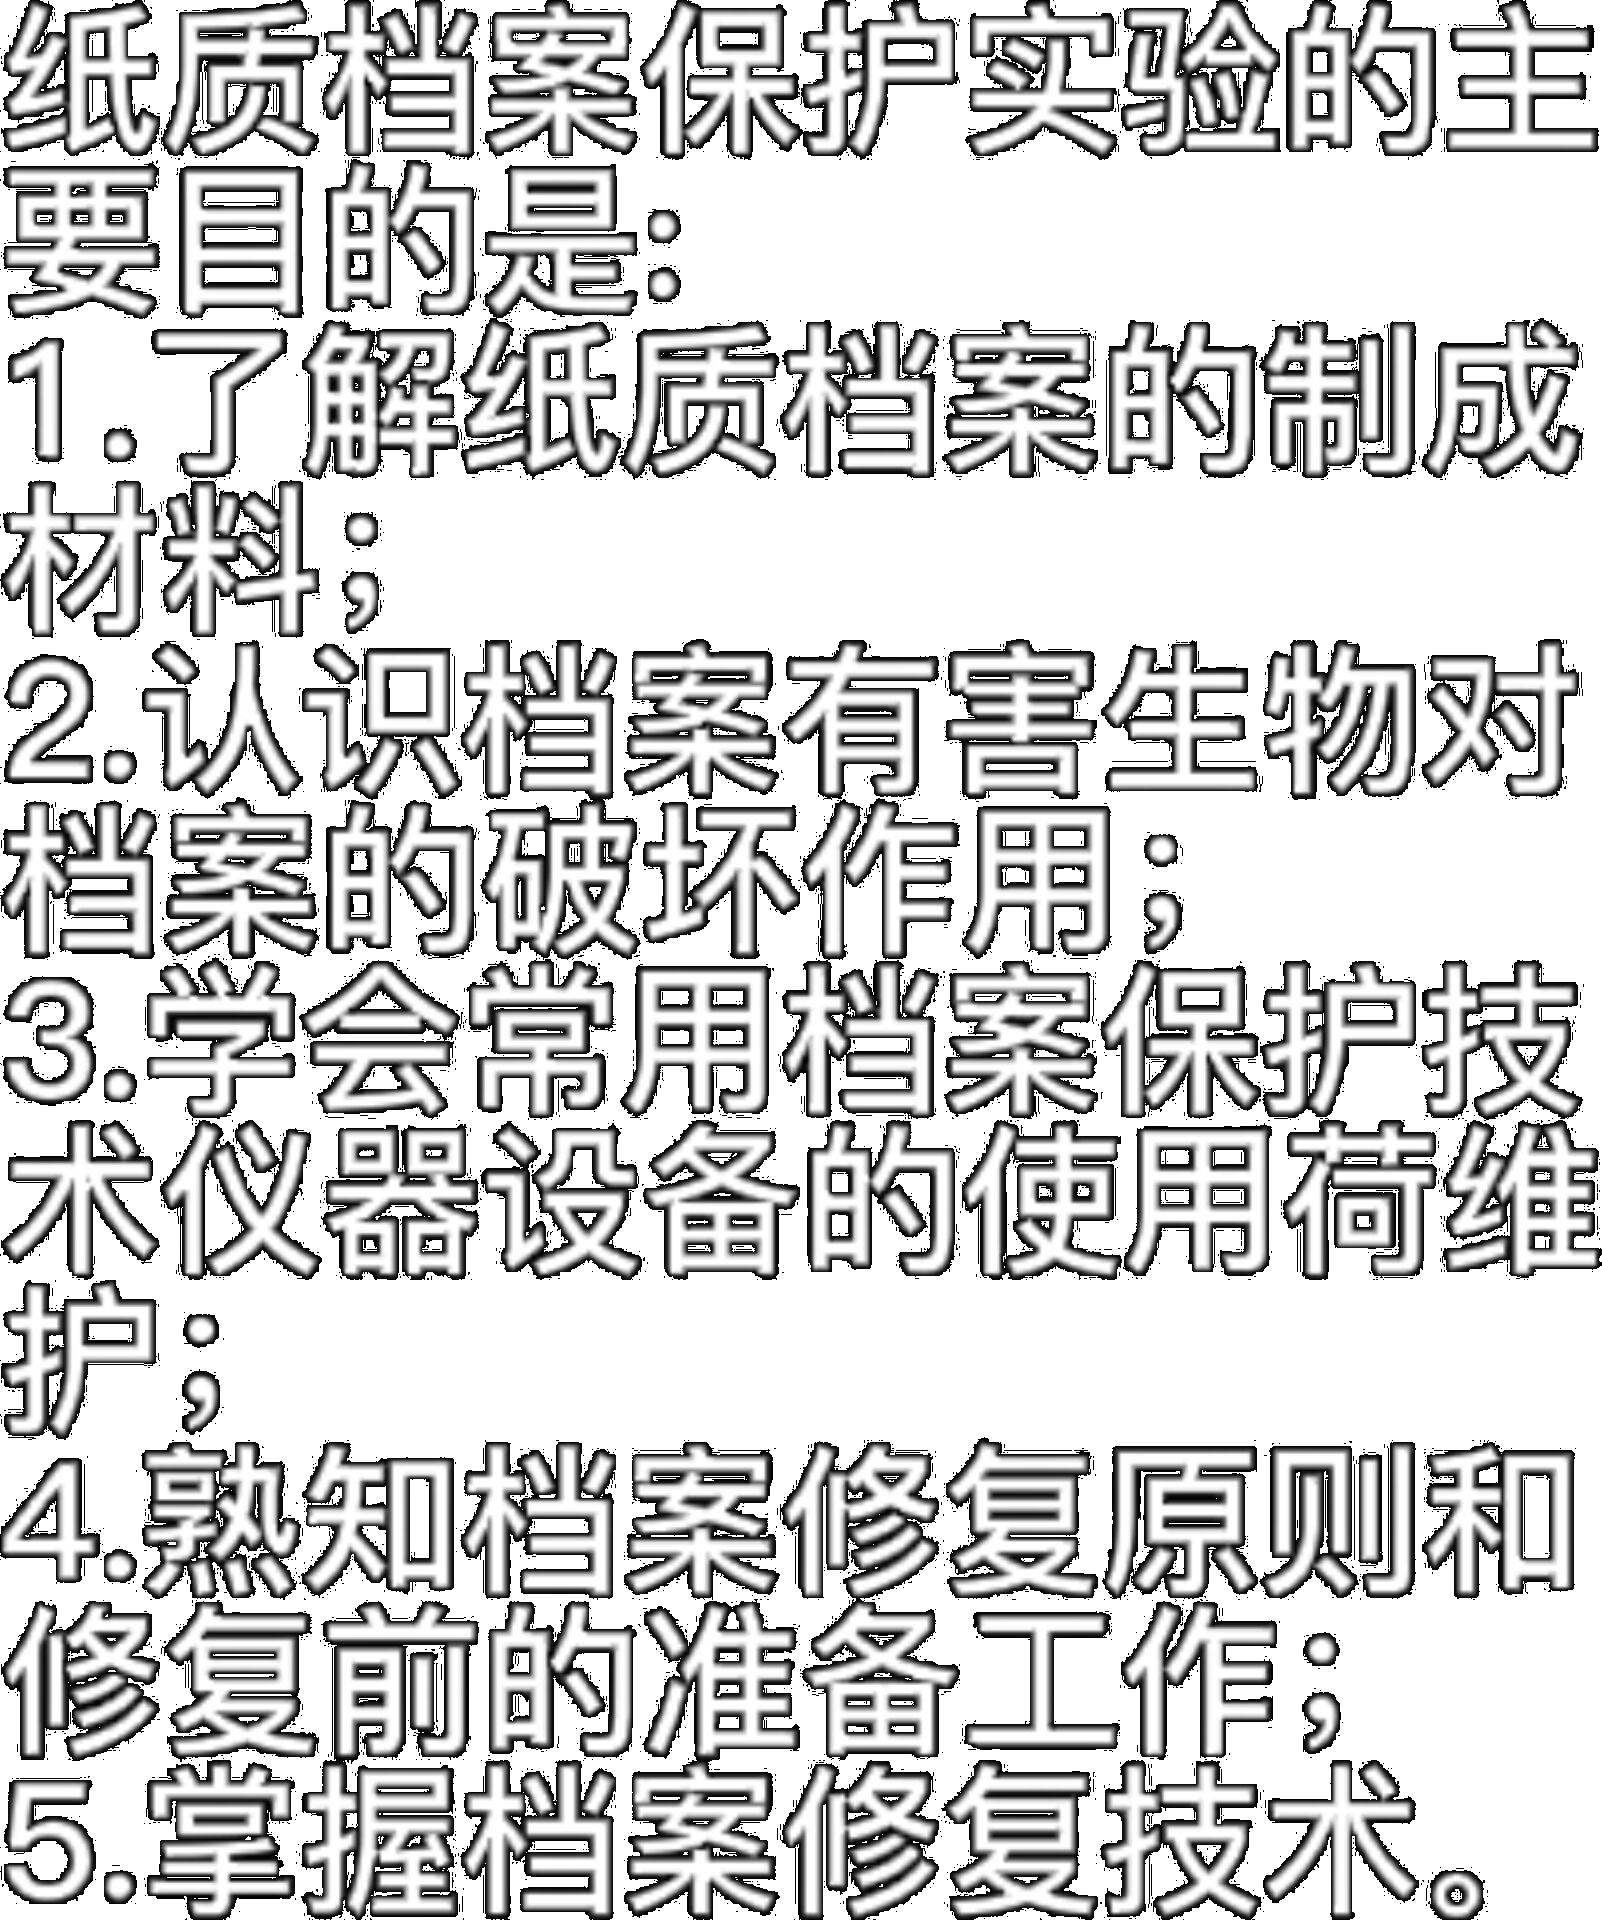 纸质档案保护实验的主
要目的是:
1.了解纸质档案的制成
材料；
2.认识档案有害生物对
档案的破坏作用；
3.学会常用档案保护技
术仪器设备的使用荷维
护；
4.熟知档案修复原则和
修复前的准备工作；
5.掌握档案修复技术。